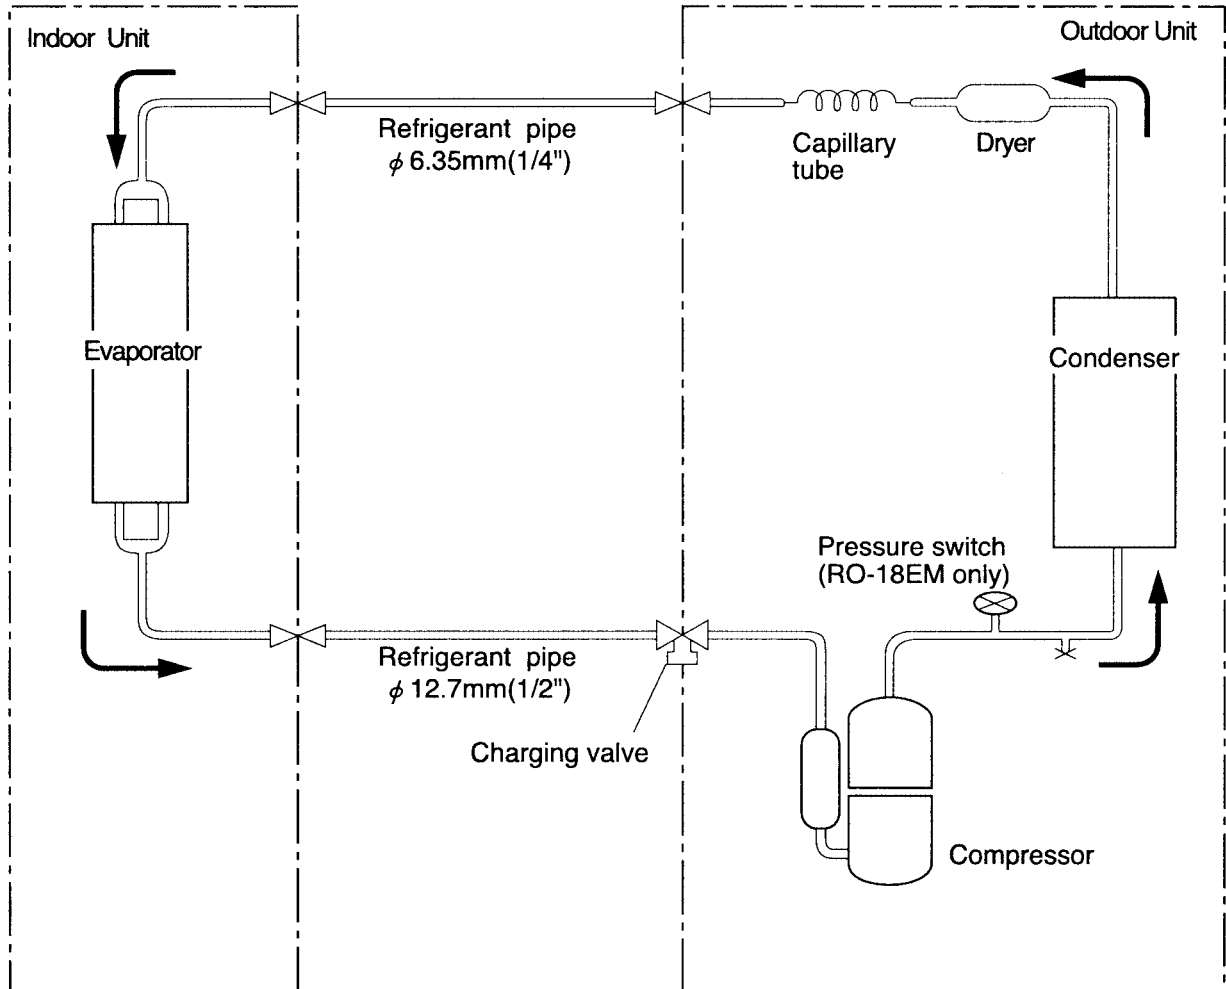 Indoor Unit
Outdoor Unit
Refrigerant pipe
ϕ 6.35mm(1/4")
Capillary
tube
Dryer
Evaporator
Condenser
Pressure switch
(RO-18EM only)
Refrigerant pipe
ϕ 12.7mm(1/2")
Charging valve
Compressor